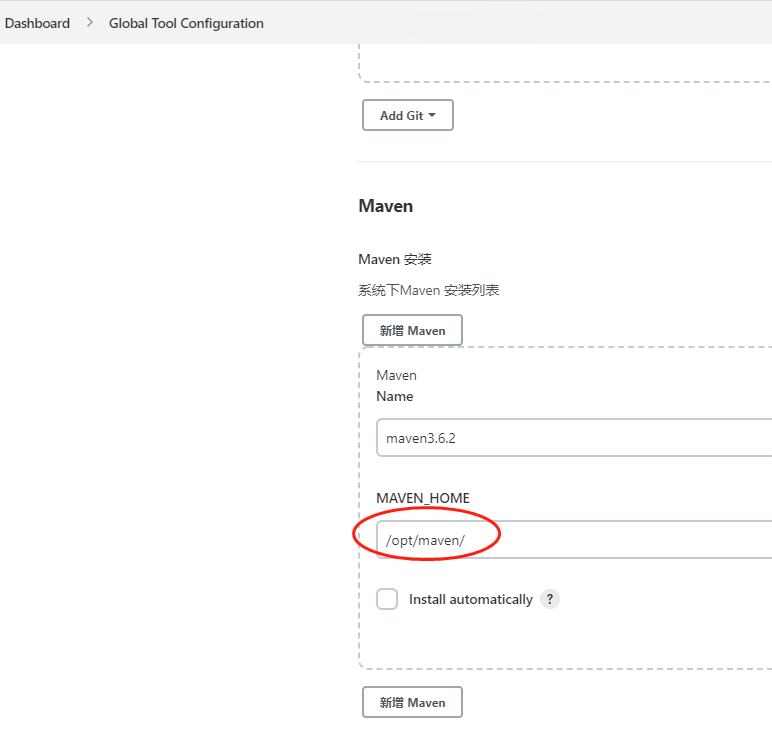 Dashboard > Global Tool Configuration
Add Git
Maven
Maven 安装
系统下Maven 安装列表
新增 Maven
Maven
Name
maven3.6.2
MAVEN_HOME
/opt/maven/
Install automatically ?
新增 Maven